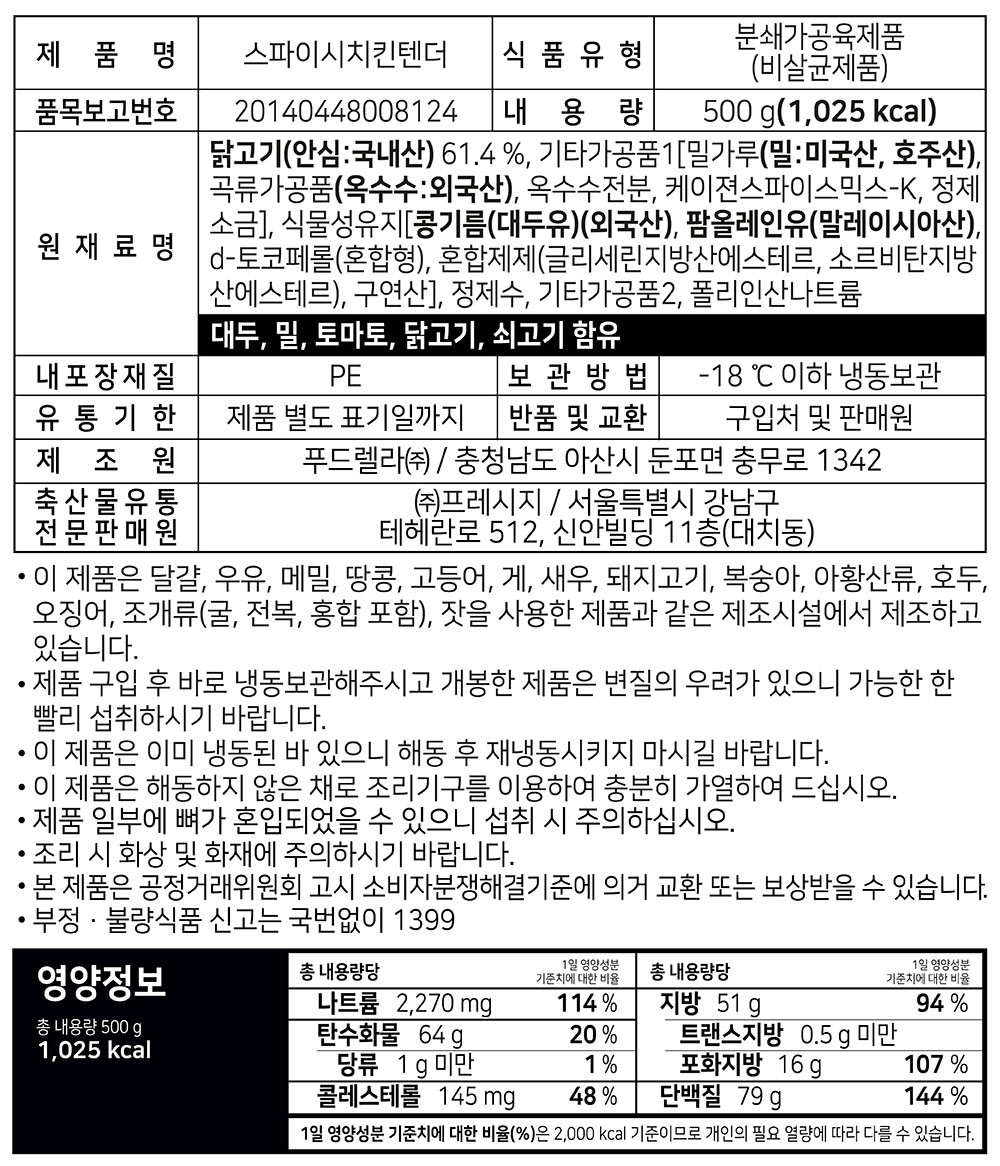 제 품 명 스파이시치킨텐더 식 품 유 형 분쇄가공육제품
(비살균제품)
품목보고번호 20140448008124 내 용 량 500 g(1,025 kcal)
원 재 료 명
닭고기(안심:국내산) 61.4 %, 기타가공품1[밀가루(밀:미국산, 호주산),
곡류가공품(옥수수:외국산), 옥수수전분, 케이젼스파이스믹스-K, 정제
소금], 식물성유지[콩기름(대두유)(외국산), 팜올레인유(말레이시아산),
d-토코페롤(혼합형), 혼합제제(글리세린지방산에스테르, 소르비탄지방
산에스테르), 구연산], 정제수, 기타가공품2, 폴리인산나트륨
대두, 밀, 토마토, 닭고기, 쇠고기 함유
내포장재질 PE 보 관 방 법 -18 ℃ 이하 냉동보관
유 통 기 한 제품 별도 표기일까지 반품 및 교환 구입처 및 판매원
제 조 원 푸드렐라㈜ / 충청남도 아산시 둔포면 충무로 1342
축산물유통
전문판매원
㈜프레시지 / 서울특별시 강남구
테헤란로 512, 신안빌딩 11층(대치동)
• 이 제품은 달걀, 우유, 메밀, 땅콩, 고등어, 게, 새우, 돼지고기, 복숭아, 아황산류, 호두,
오징어, 조개류(굴, 전복, 홍합 포함), 잣을 사용한 제품과 같은 제조시설에서 제조하고
있습니다.
• 제품 구입 후 바로 냉동보관해주시고 개봉한 제품은 변질의 우려가 있으니 가능한 한
빨리 섭취하시기 바랍니다.
• 이 제품은 이미 냉동된 바 있으니 해동 후 재냉동시키지 마시길 바랍니다.
• 이 제품은 해동하지 않은 채로 조리기구를 이용하여 충분히 가열하여 드십시오.
• 제품 일부에 뼈가 혼입되었을 수 있으니 섭취 시 주의하십시오.
• 조리 시 화상 및 화재에 주의하시기 바랍니다.
• 본 제품은 공정거래위원회 고시 소비자분쟁해결기준에 의거 교환 또는 보상받을 수 있습니다.
• 부정 · 불량식품 신고는 국번없이 1399
영양정보
총 내용량 500 g
1,025 kcal
총 내용량당 1일 영양성분
기준치에 대한 비율
나트륨 2,270 mg 114 %
탄수화물 64 g 20 %
당류 1 g 미만 1 %
콜레스테롤 145 mg 48 %
총 내용량당 1일 영양성분
기준치에 대한 비율
지방 51 g 94 %
트랜스지방 0.5 g 미만
포화지방 16 g 107 %
단백질 79 g 144 %
1일 영양성분 기준치에 대한 비율(%)은 2,000 kcal 기준이므로 개인의 필요 열량에 따라 다를 수 있습니다.